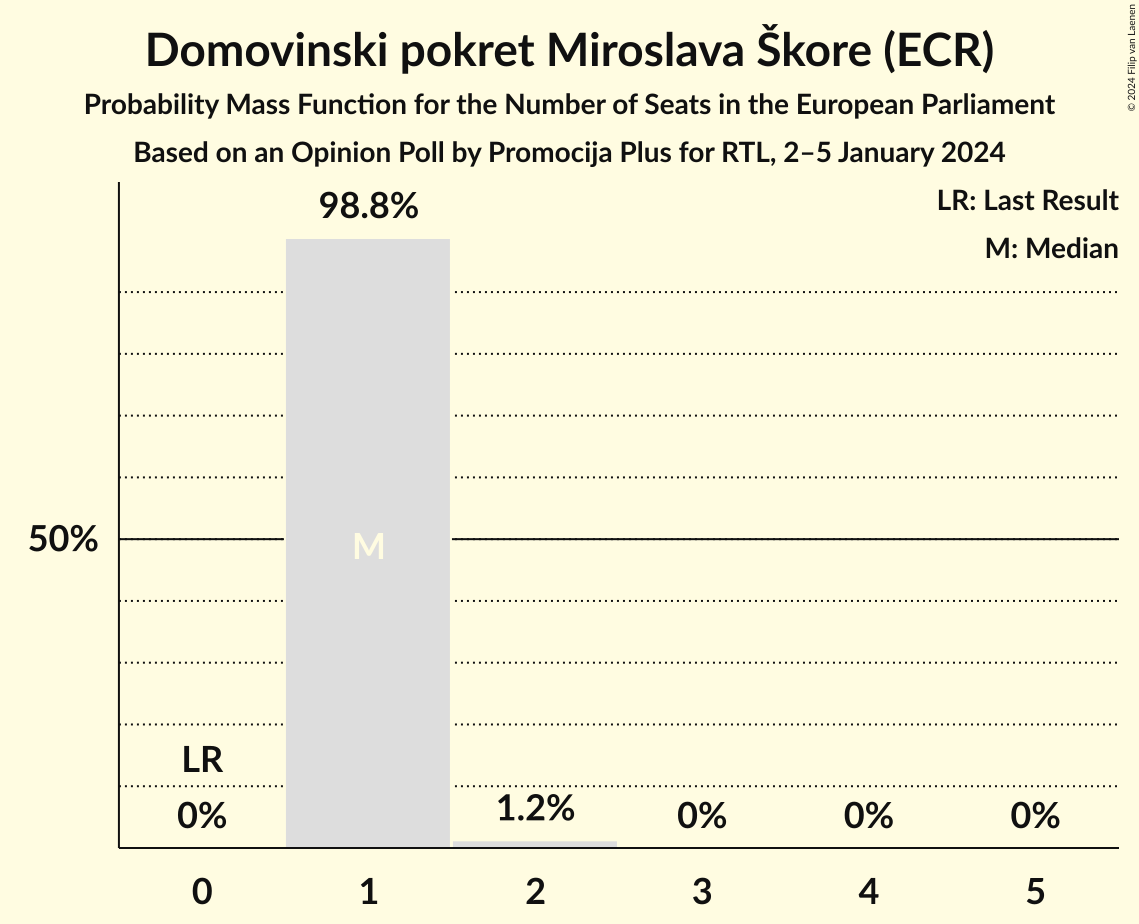 Domovinski pokret Miroslava Škore (ECR)
Probability Mass Function for the Number of Seats in the European Parliament
Based on an Opinion Poll by Promocija Plus for RTL, 2–5 January 2024
© 2024 Filip van Laenen
LR: Last Result
M: Median
98.8%
50%
M
LR
0%
1.2%
0%
0%
0%
0
1
2
3
4
5